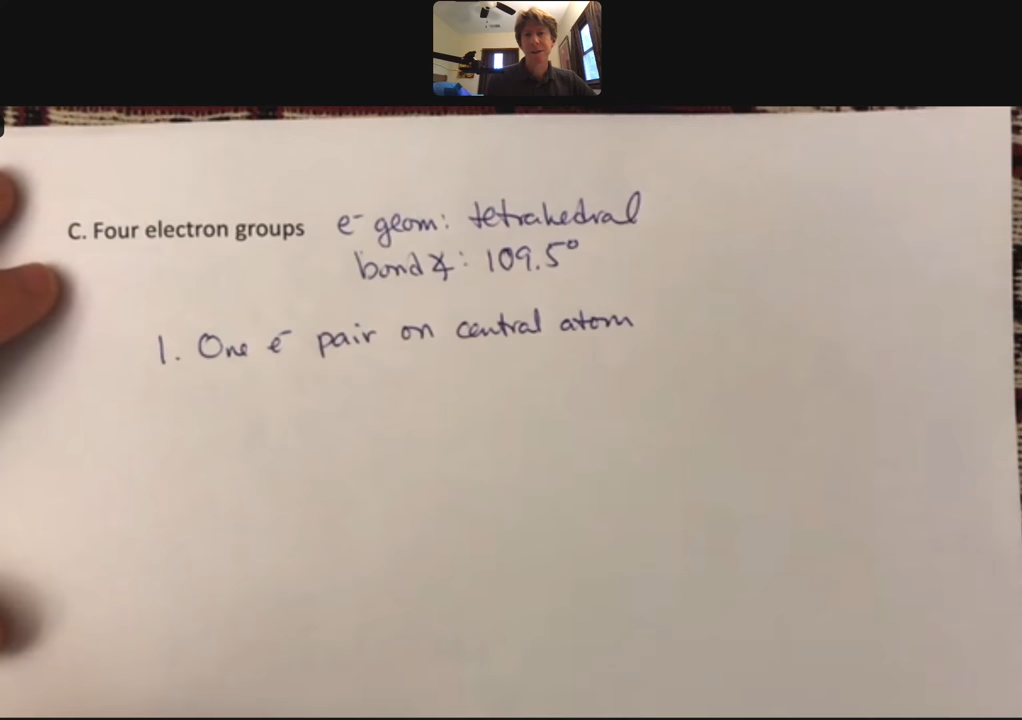 C. Four electron groups e⁻ geom: tetrahedral
bond ∡: 109.5°
1. One e⁻ pair on central atom